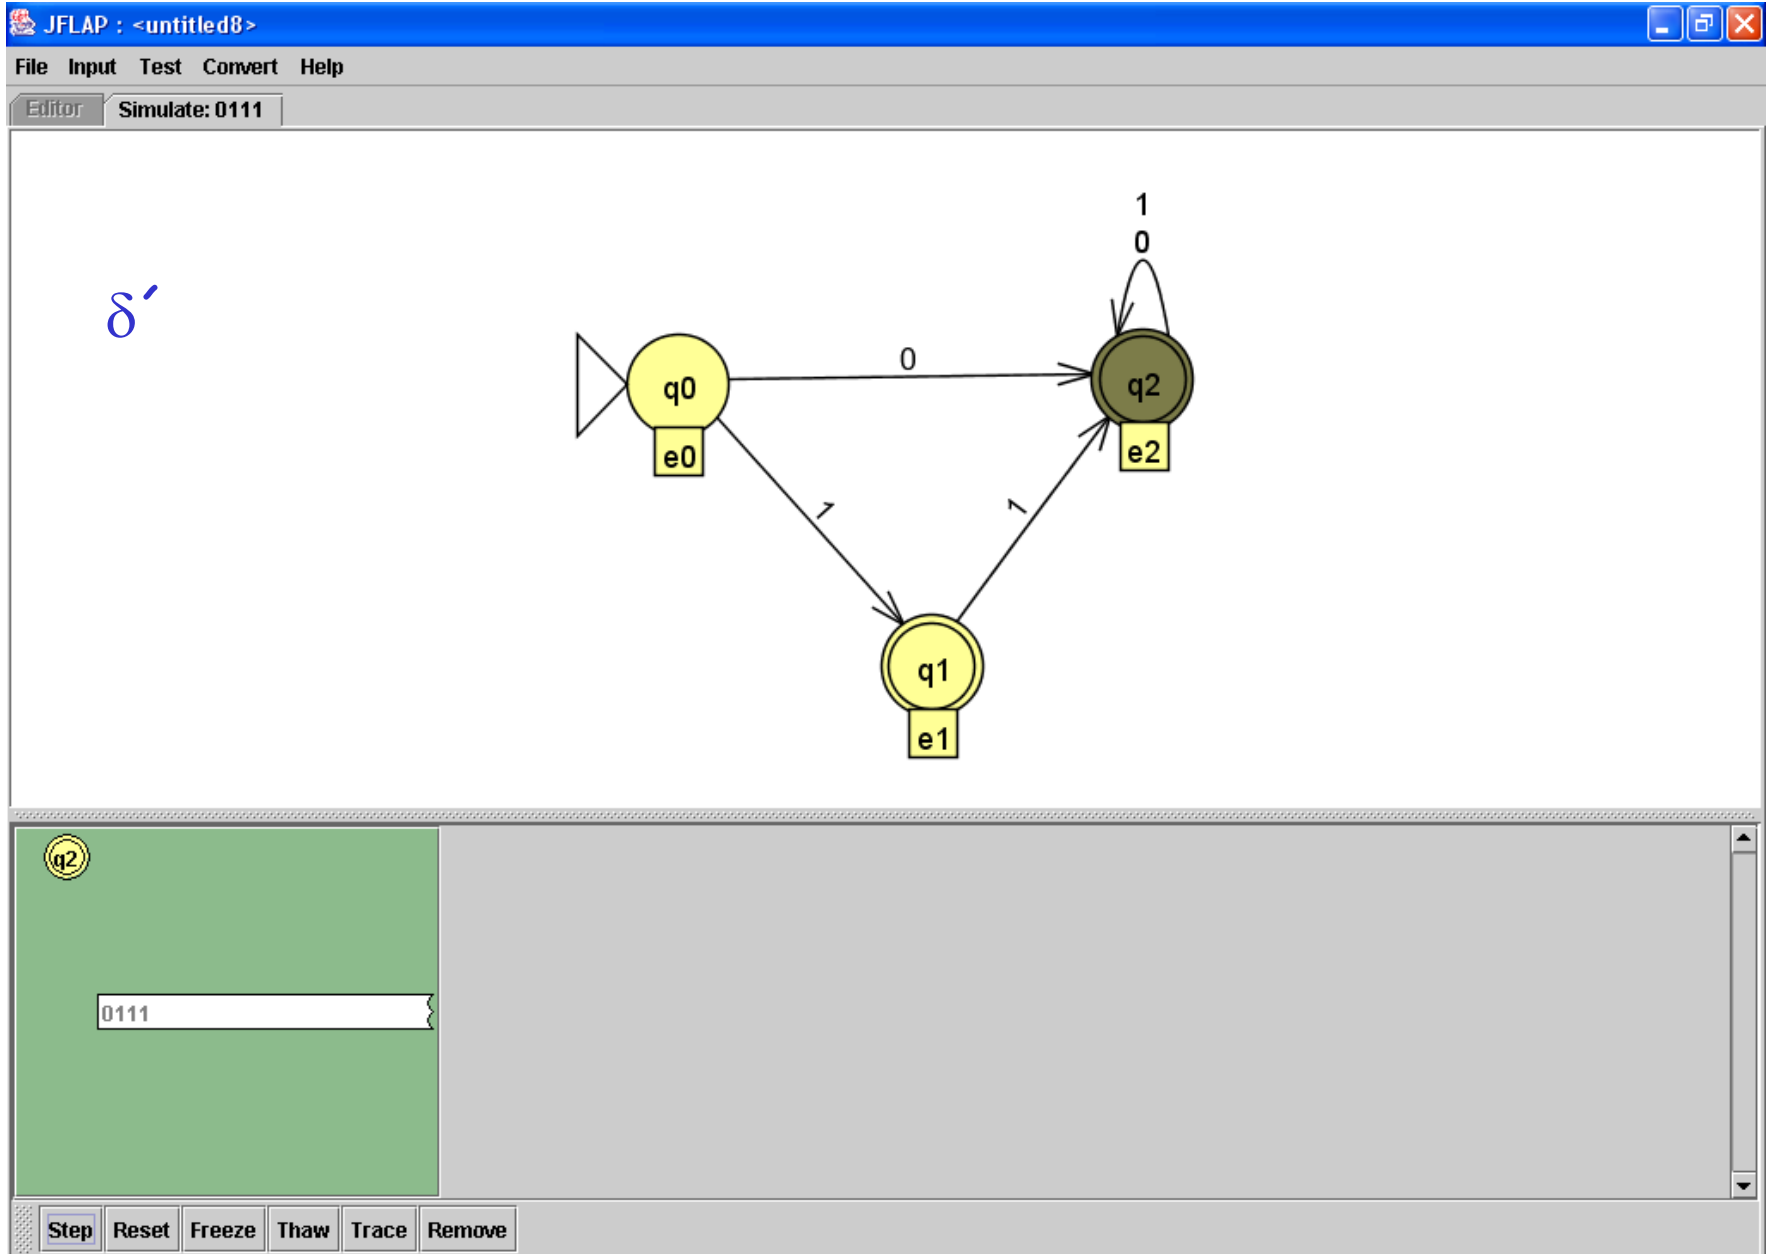 JFLAP : <untitled8>
File Input Test Convert Help
Editor Simulate: 0111
1
0
δ´
0
q0
q2
e0
e2
1
1
q1
e1
q2
0111
Step Reset Freeze Thaw Trace Remove